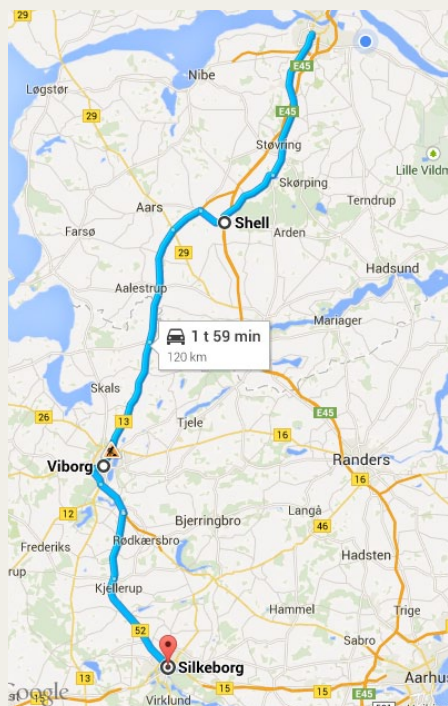 29
E45
Nibe
Løgstør
E45
29
Støvring
Skørping
Lille Vildm
Terndrup
Aars
Shell
Farsø
Arden
29
Hadsund
Aalestrup
1 t 59 min
120 km
Mariager
Skals
13
E45
26
Tjele
16
Viborg
Randers
16
12
Langå
Bjerringbro
46
Frederiks
Rødkærsbro
Hadsten
rup
Kjellerup
Hammel
Trige
52
Sabro
Silkeborg
Aarhu
15
15
E45
Virklund
Google